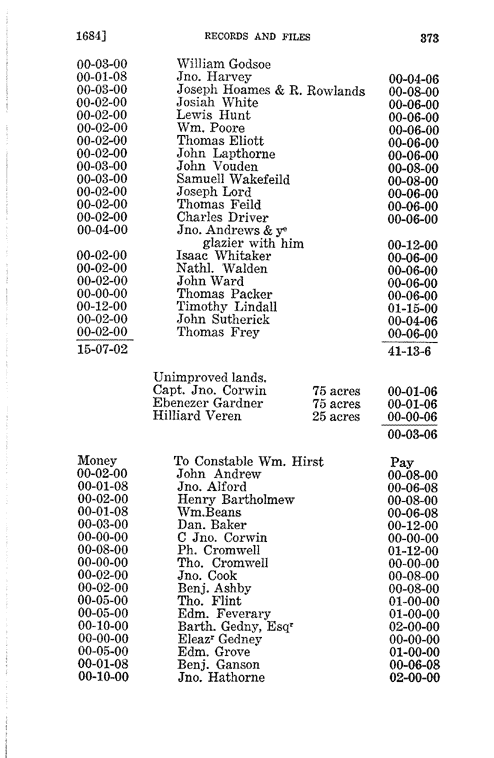 1684] RECORDS AND FILES 373
00-03-00 William Godsoe
00-01-08 Jno. Harvey 00-04-06
00-03-00 Joseph Hoames & R. Rowlands 00-08-00
00-02-00 Josiah White 00-06-00
00-02-00 Lewis Hunt 00-06-00
00-02-00 Wm. Poore 00-06-00
00-02-00 Thomas Eliott 00-06-00
00-02-00 John Lapthorne 00-06-00
00-03-00 John Vouden 00-08-00
00-03-00 Samuell Wakefeild 00-08-00
00-02-00 Joseph Lord 00-06-00
00-02-00 Thomas Feild 00-06-00
00-02-00 Charles Driver 00-06-00
00-04-00 Jno. Andrews & yᵉ
glazier with him 00-12-00
00-02-00 Isaac Whitaker 00-06-00
00-02-00 Nathl. Walden 00-06-00
00-02-00 John Ward 00-06-00
00-00-00 Thomas Packer 00-06-00
00-12-00 Timothy Lindall 01-15-00
00-02-00 John Sutherick 00-04-06
00-02-00 Thomas Frey 00-06-00
15-07-02 41-13-6
Unimproved lands.
Capt. Jno. Corwin 75 acres 00-01-06
Ebenezer Gardner 75 acres 00-01-06
Hilliard Veren 25 acres 00-00-06
00-03-06
Money To Constable Wm. Hirst Pay
00-02-00 John Andrew 00-08-00
00-01-08 Jno. Alford 00-06-08
00-02-00 Henry Bartholmew 00-08-00
00-01-08 Wm.Beans 00-06-08
00-03-00 Dan. Baker 00-12-00
00-00-00 C Jno. Corwin 00-00-00
00-08-00 Ph. Cromwell 01-12-00
00-00-00 Tho. Cromwell 00-00-00
00-02-00 Jno. Cook 00-08-00
00-02-00 Benj. Ashby 00-08-00
00-05-00 Tho. Flint 01-00-00
00-05-00 Edm. Feverary 01-00-00
00-10-00 Barth. Gedny, Esqʳ 02-00-00
00-00-00 Eleazʳ Gedney 00-00-00
00-05-00 Edm. Grove 01-00-00
00-01-08 Benj. Ganson 00-06-08
00-10-00 Jno. Hathorne 02-00-00